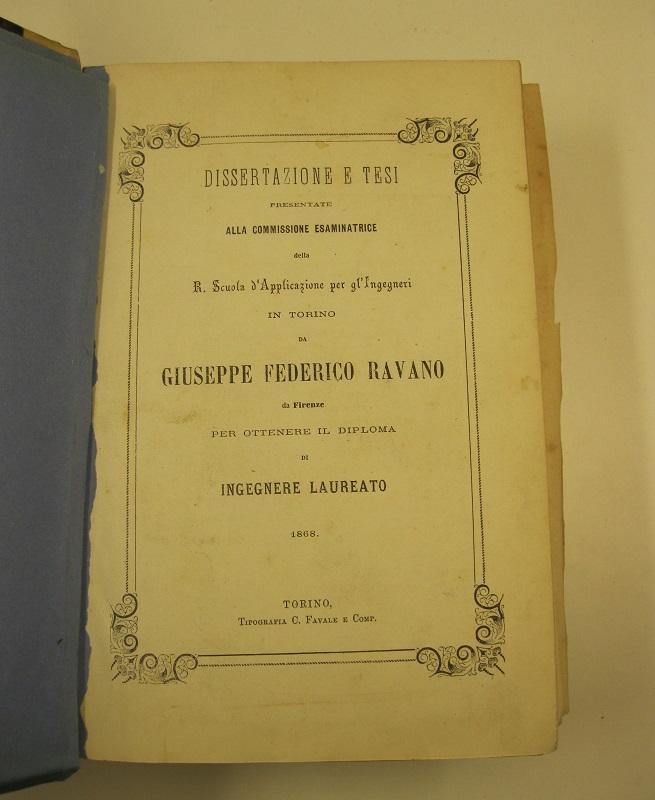 DISSERTAZIONE E TESI
PRESENTATE
ALLA COMMISSIONE ESAMINATRICE
della
R. Scuola d'Applicazione per gl'Ingegneri
IN TORINO
DA
GIUSEPPE FEDERICO RAVANO
da Firenze
PER OTTENERE IL DIPLOMA
DI
INGEGNERE LAUREATO
1868.
TORINO,
TIPOGRAFIA C. FAVALE E COMP.